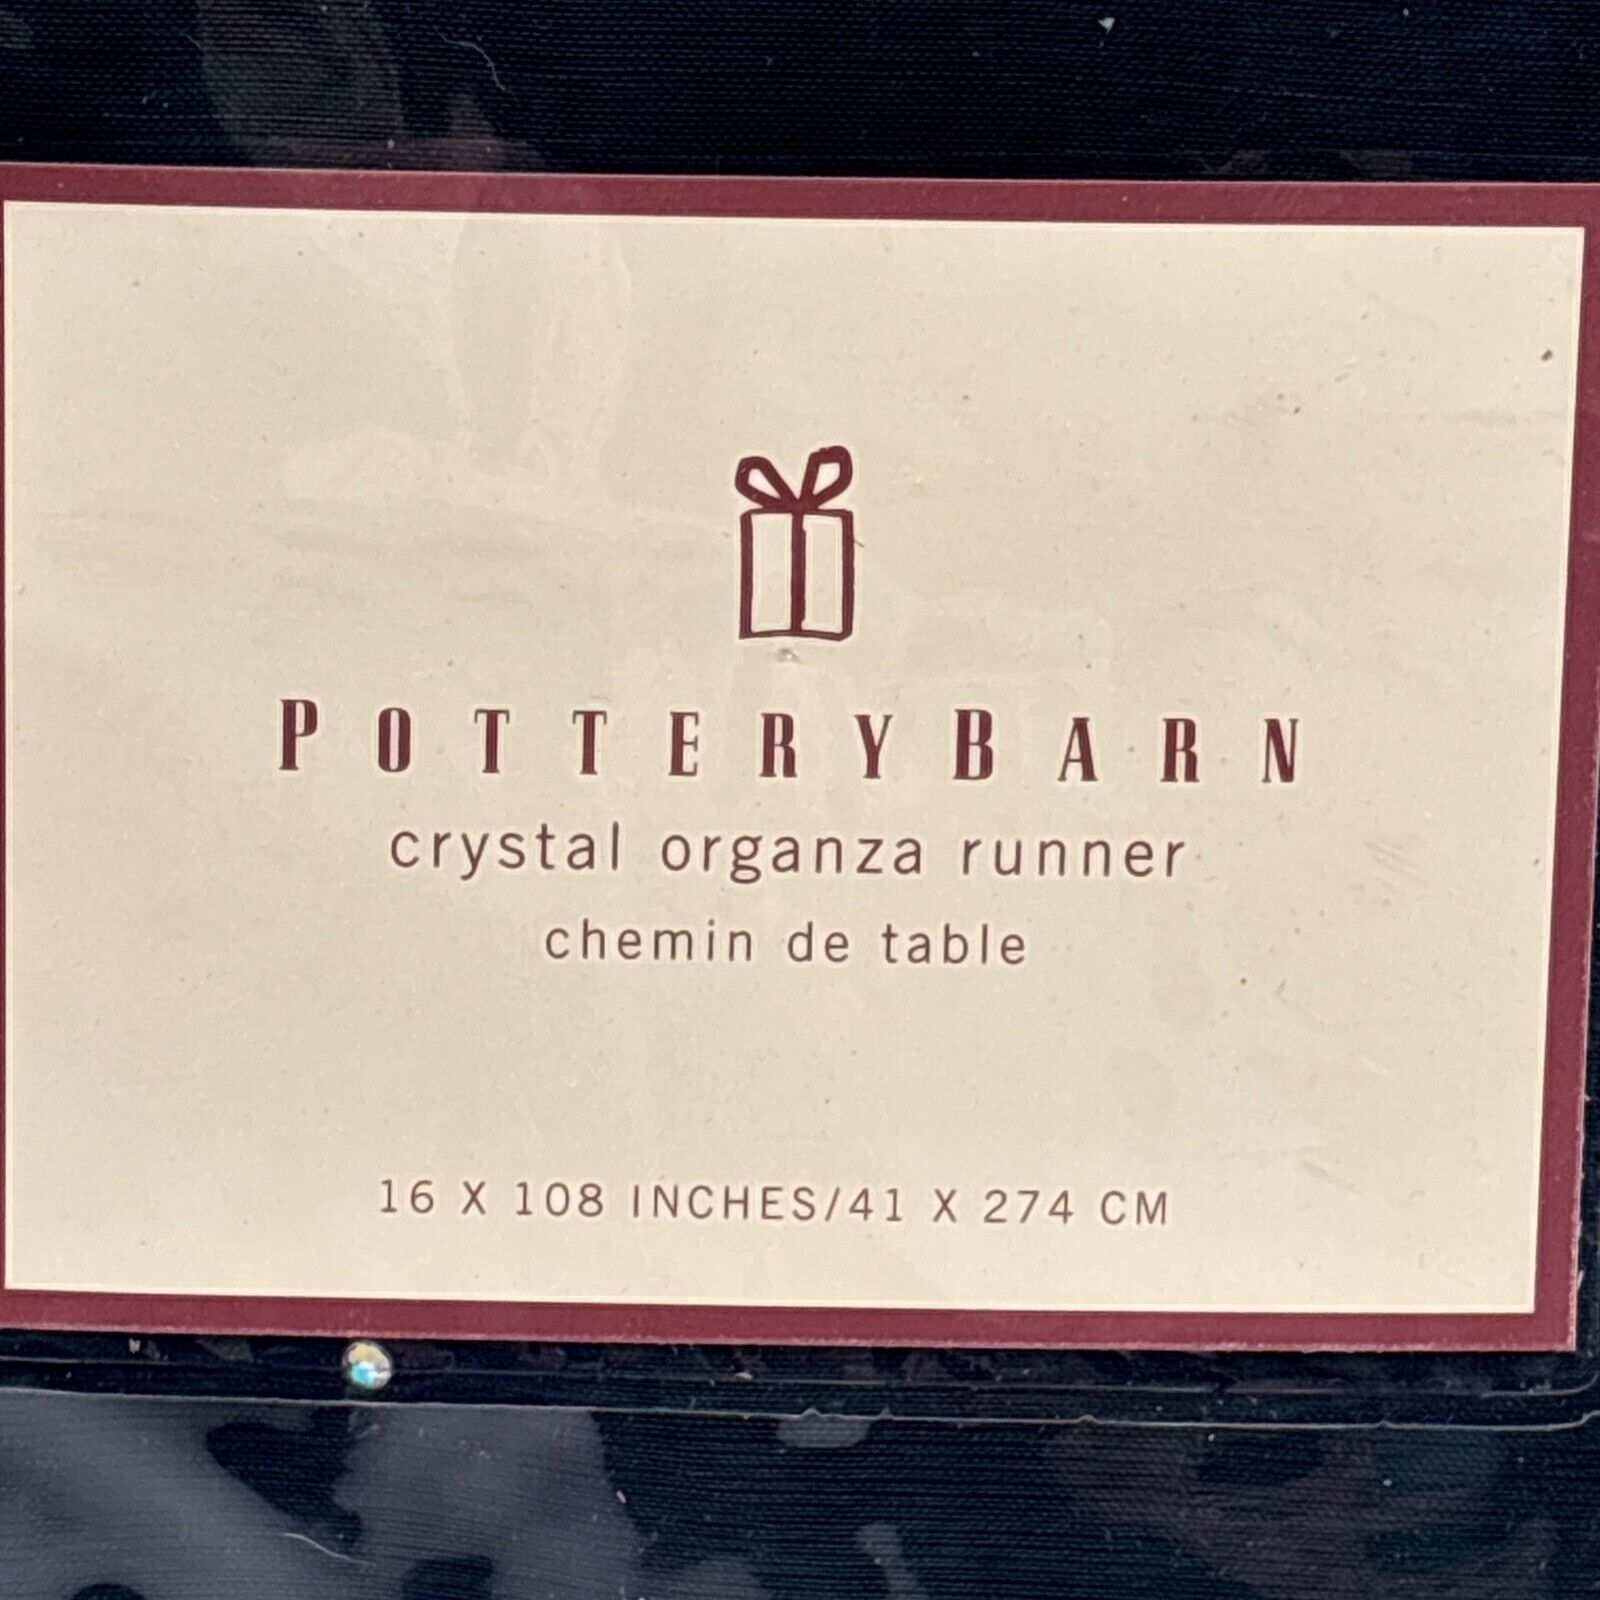 POTTERYBARN
crystal organza runner
chemin de table
16 X 108 INCHES/41 X 274 CM